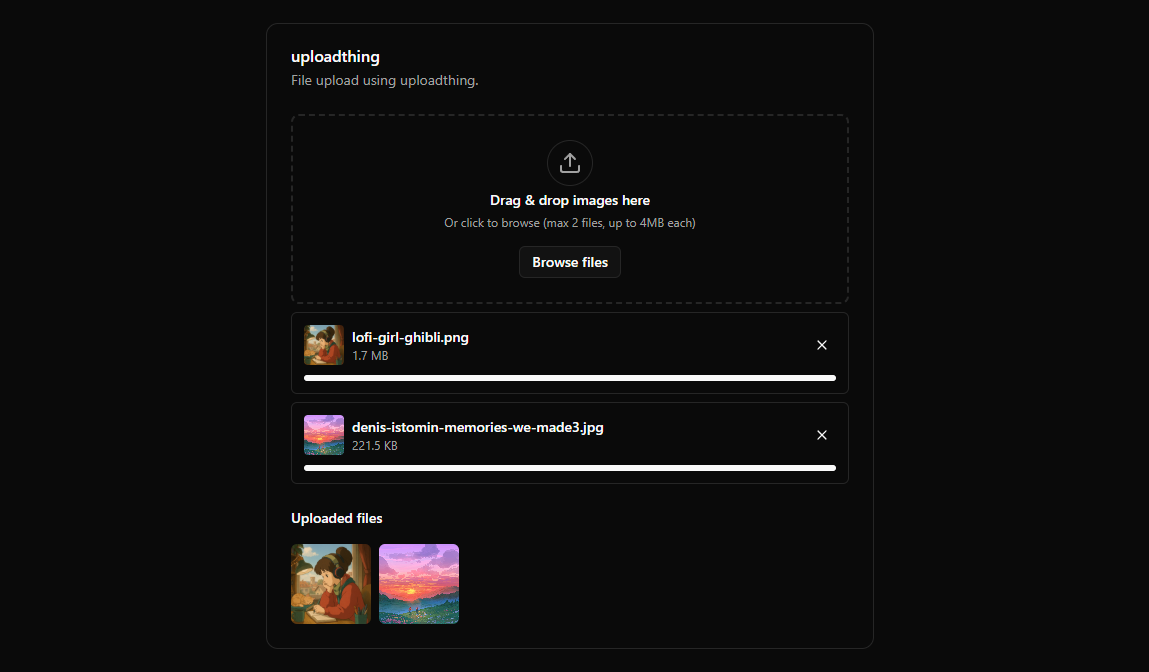 uploadthing
File upload using uploadthing.
Drag & drop images here
Or click to browse (max 2 files, up to 4MB each)
Browse files
lofi-girl-ghibli.png
1.7 MB
denis-istomin-memories-we-made3.jpg
221.5 KB
Uploaded files